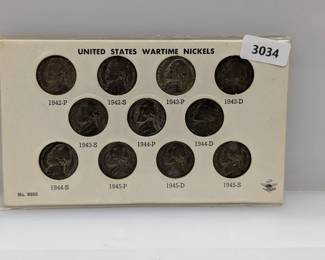 3034
UNITED STATES WARTIME NICKELS
1942-P 1942-S 1943-P 1943-D
1943-S 1944-P 1944-D
1944-S 1945-P 1945-D 1945-S